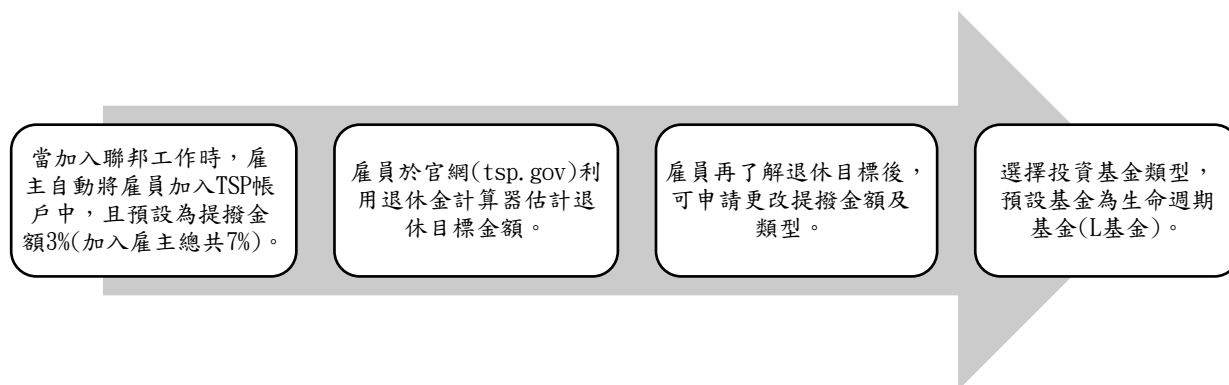 當加入聯邦工作時，雇
主自動將雇員加入TSP帳
戶中，且預設為提撥金
額3%(加入雇主總共7%)。
雇員於官網(tsp.gov)利
用退休金計算器估計退
休目標金額。
雇員再了解退休目標後，
可申請更改提撥金額及
類型。
選擇投資基金類型，
預設基金為生命週期
基金(L基金)。